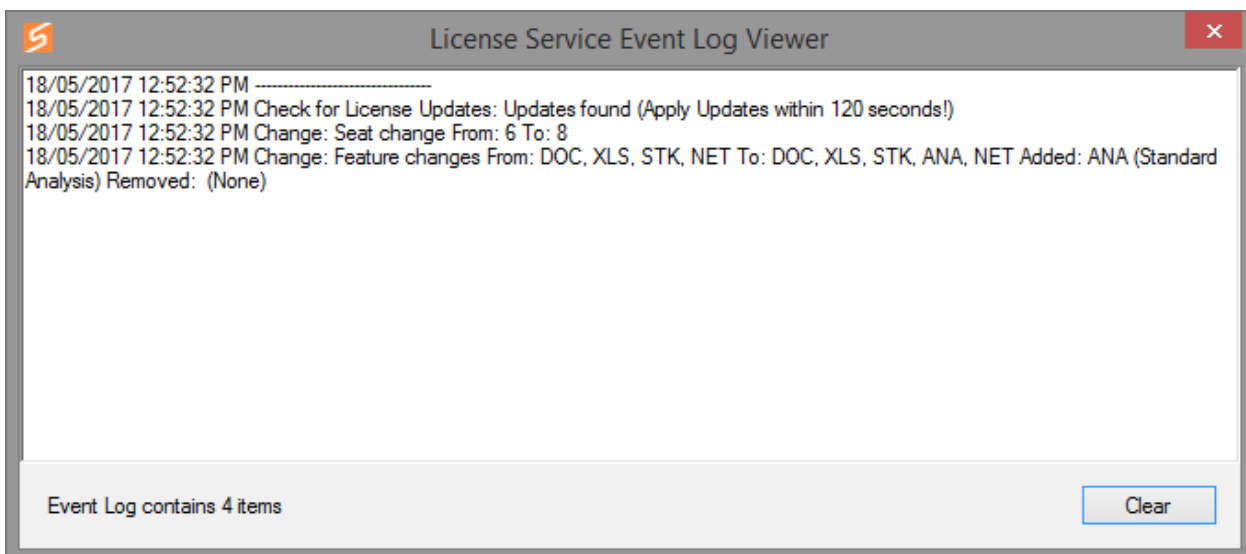 License Service Event Log Viewer
18/05/2017 12:52:32 PM --------------------------------
18/05/2017 12:52:32 PM Check for License Updates: Updates found (Apply Updates within 120 seconds!)
18/05/2017 12:52:32 PM Change: Seat change From: 6 To: 8
18/05/2017 12:52:32 PM Change: Feature changes From: DOC, XLS, STK, NET To: DOC, XLS, STK, ANA, NET Added: ANA (Standard
Analysis) Removed:  (None)
Event Log contains 4 items
Clear